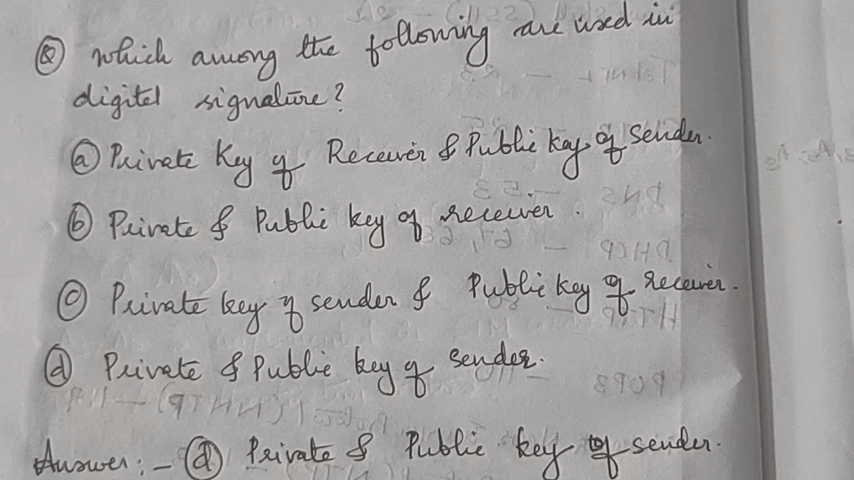 Q which among the following are used in
digital signature?
a Private Key of Receiver & Public key of sender.
b Private & Public key of receiver.
c Private key of sender & Public key of receiver.
d Private & Public key of sender.
Answer:- d Private & Public key of sender.